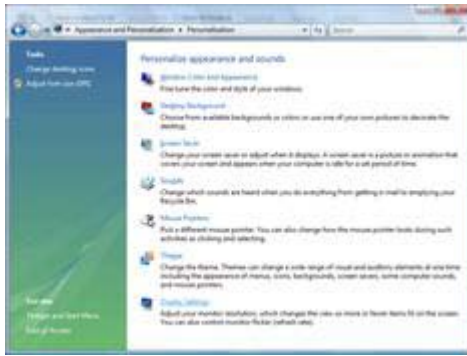 Appearance and Personalization ▸ Personalization
Tasks
Change desktop icons
Adjust font size (DPI)
Personalize appearance and sounds
Window Color and Appearance
Fine tune the color and style of your windows.
Desktop Background
Choose from available backgrounds or colors or use one of your own pictures to decorate the
desktop.
Screen Saver
Change your screen saver or adjust when it displays. A screen saver is a picture or animation that
covers your screen and appears when your computer is idle for a set period of time.
Sounds
Change which sounds are heard when you do everything from getting e-mail to emptying your
Recycle Bin.
Mouse Pointers
Pick a different mouse pointer. You can also change how the mouse pointer looks during such
activities as clicking and selecting.
Theme
Change the theme. Themes can change a wide range of visual and auditory elements at one time
including the appearance of menus, icons, backgrounds, screen savers, some computer sounds,
and mouse pointers.
Display Settings
Adjust your monitor resolution, which changes the view so more or fewer items fit on the screen.
You can also control monitor flicker (refresh rate).
See also
Taskbar and Start Menu
Ease of Access